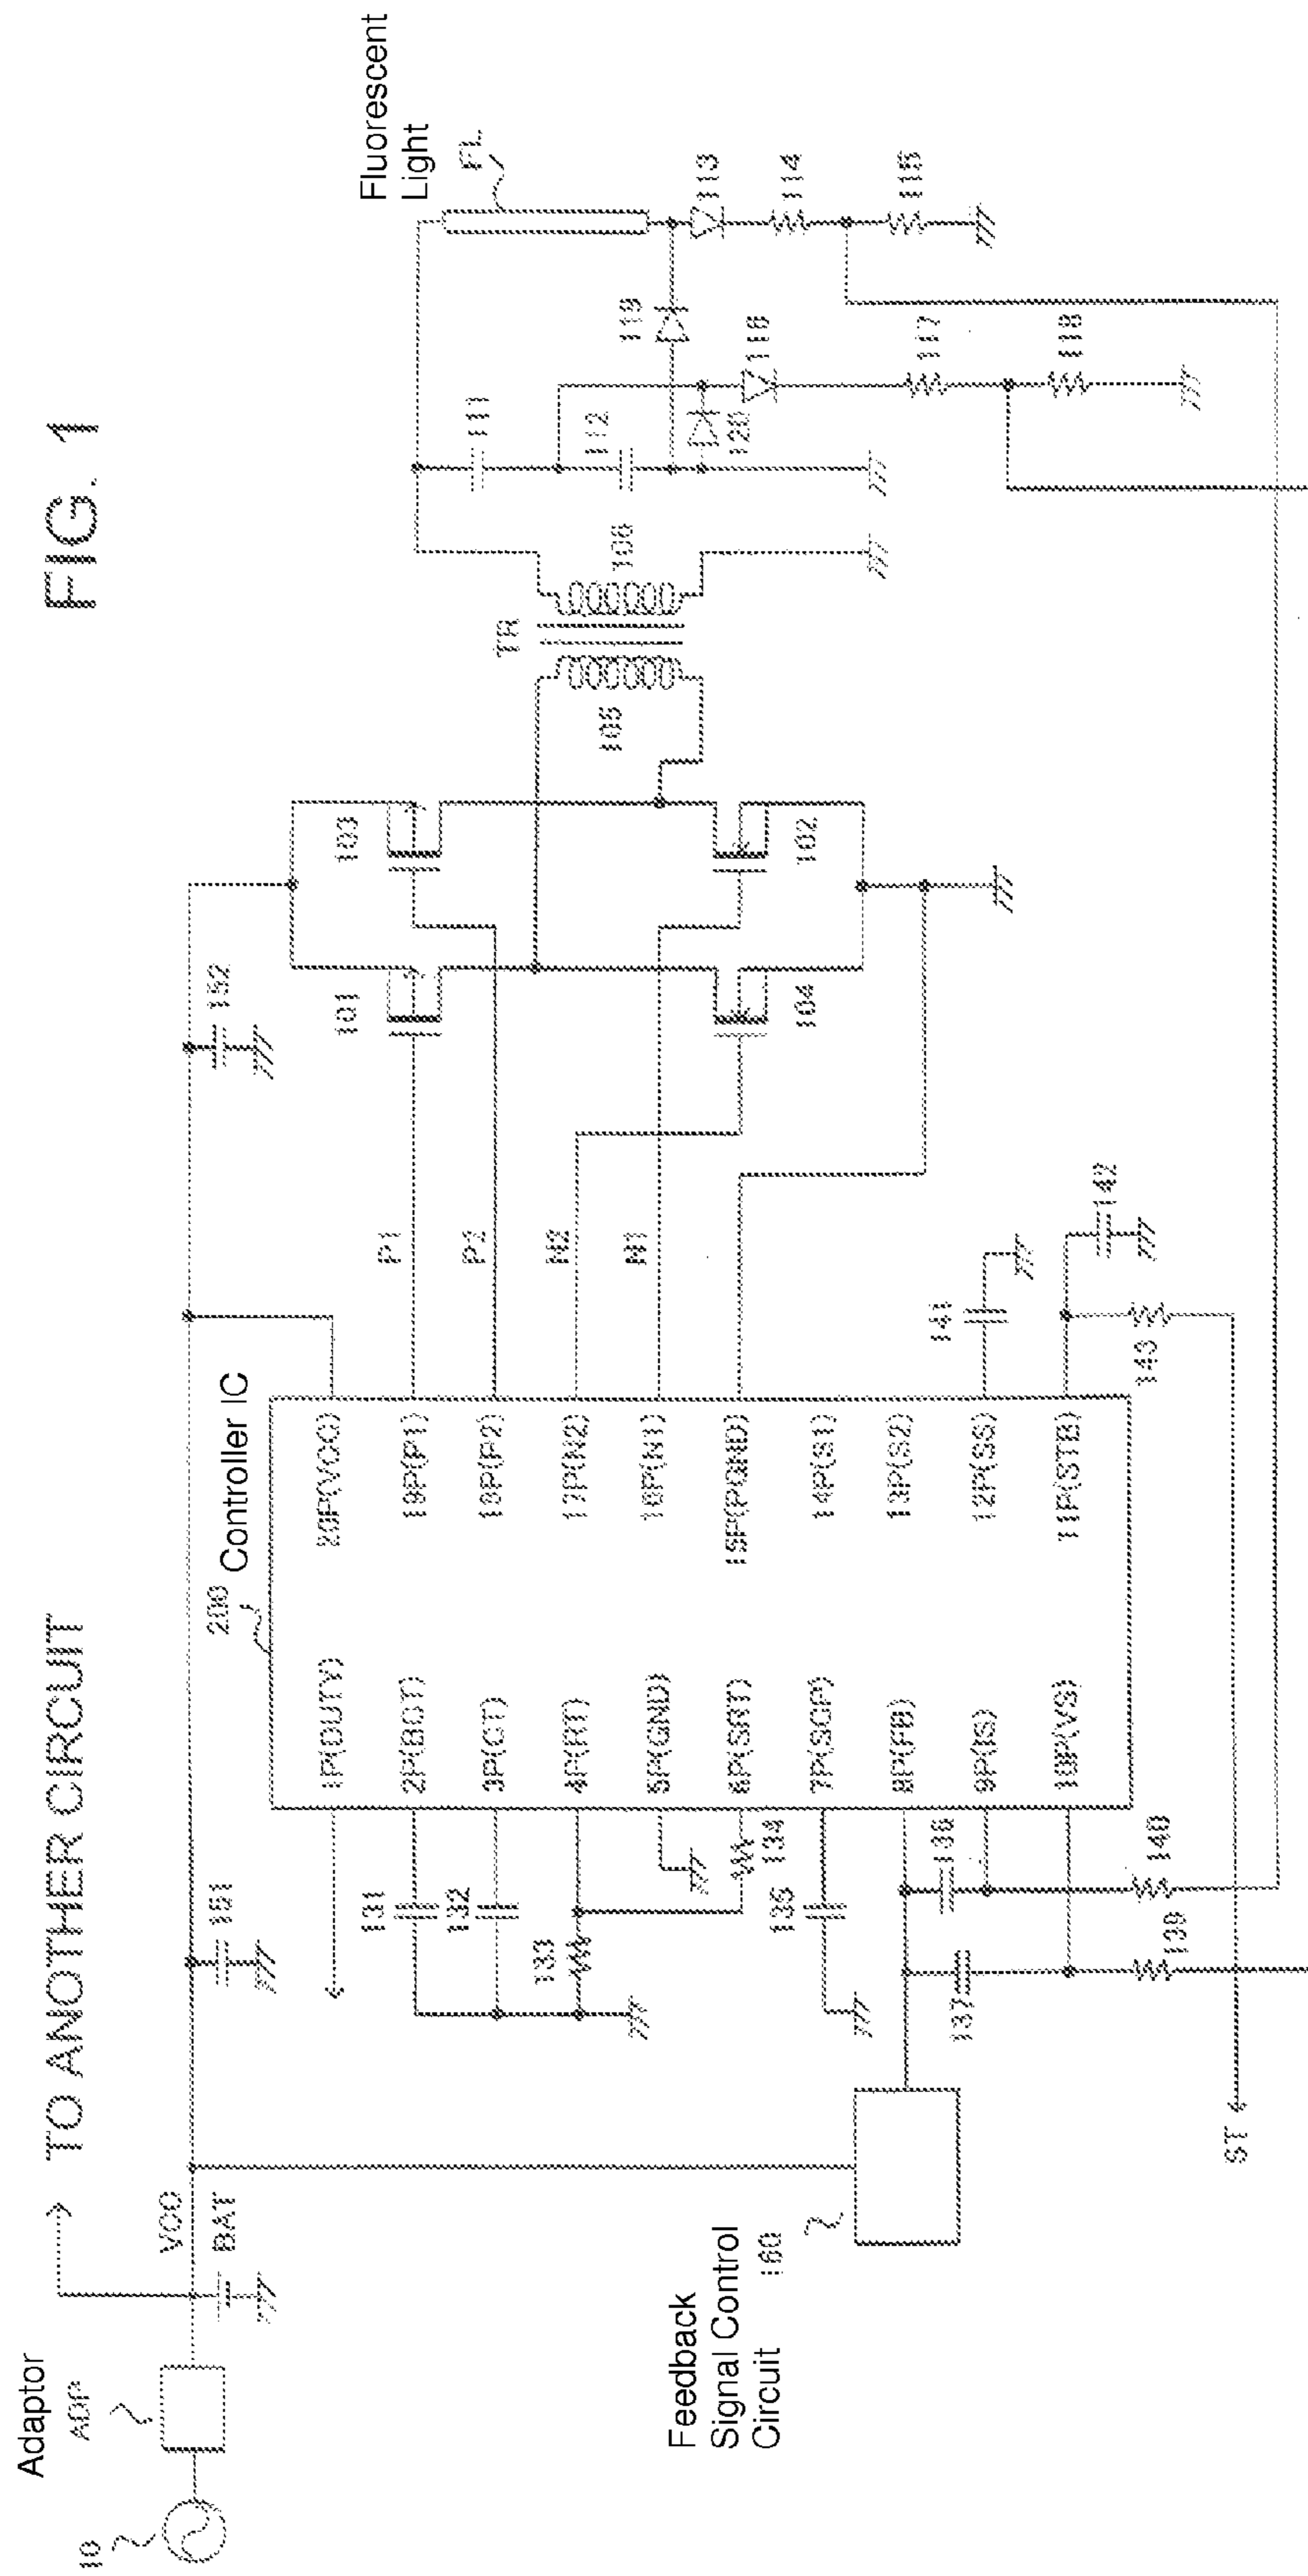 FIG. 1
TO ANOTHER CIRCUIT
Adaptor
ADP
10
VCC
BAT
151
152
200
Controller IC
1P(DUTY)
2P(BCT)
3P(CT)
4P(RT)
5P(GND)
6P(SRT)
7P(SCP)
8P(FB)
9P(IS)
10P(VS)
20P(VCC)
19P(P1)
18P(P2)
17P(N2)
16P(N1)
15P(PGND)
14P(S1)
13P(S2)
12P(SS)
11P(STB)
131
132
133
134
135
136
137
139
140
141
142
143
P1
P2
N2
N1
101
103
104
102
TR
105
106
111
112
119
120
116
117
118
Fluorescent
Light
FL
113
114
115
Feedback
Signal Control
Circuit
160
ST